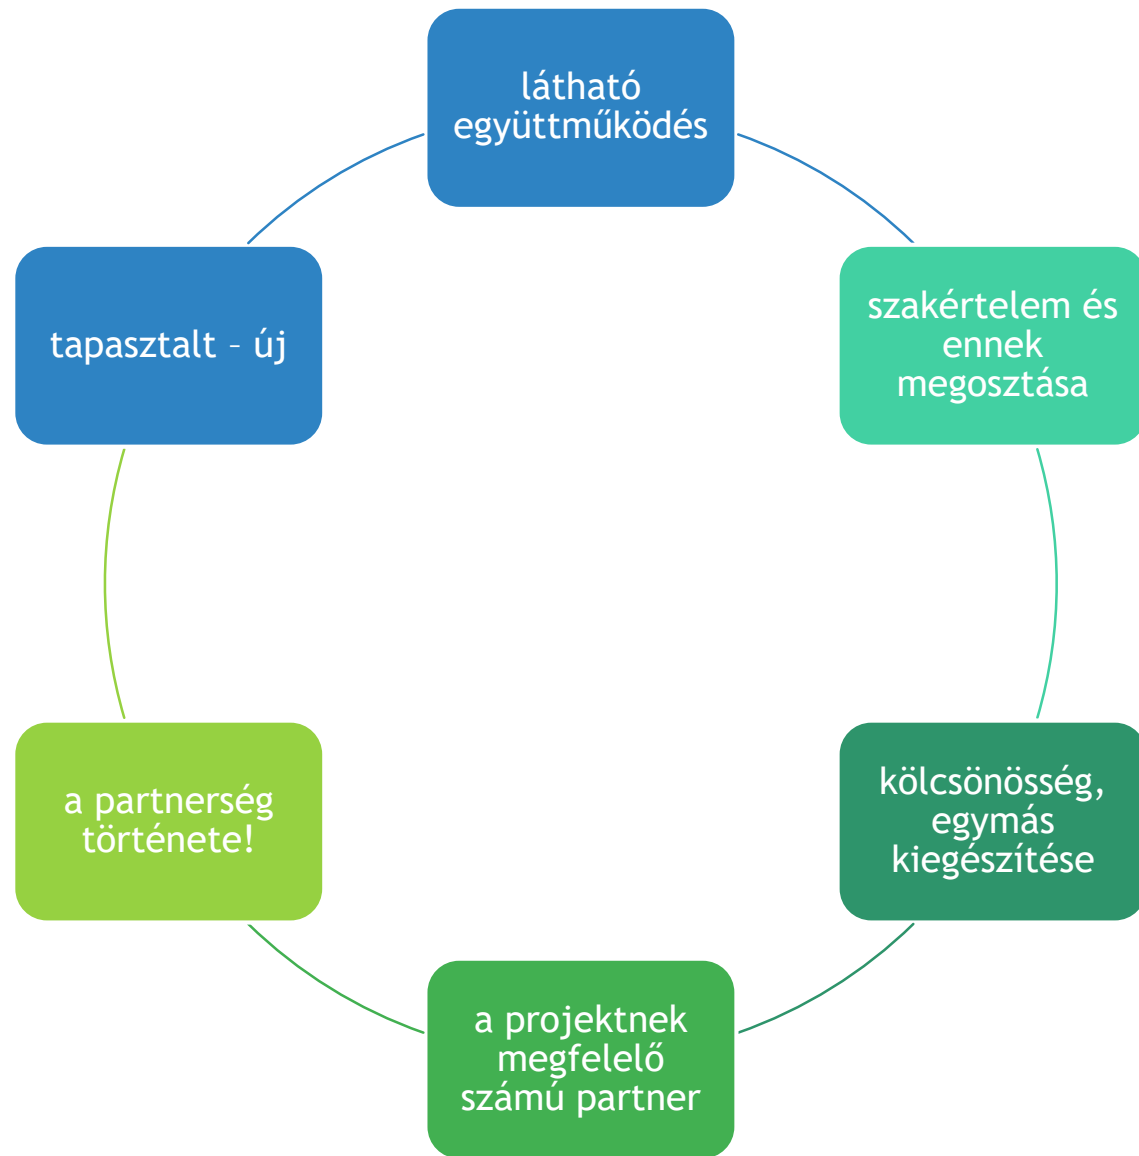 látható
együttműködés
szakértelem és
ennek
megosztása
kölcsönösség,
egymás
kiegészítése
a projektnek
megfelelő
számú partner
a partnerség
története!
tapasztalt – új